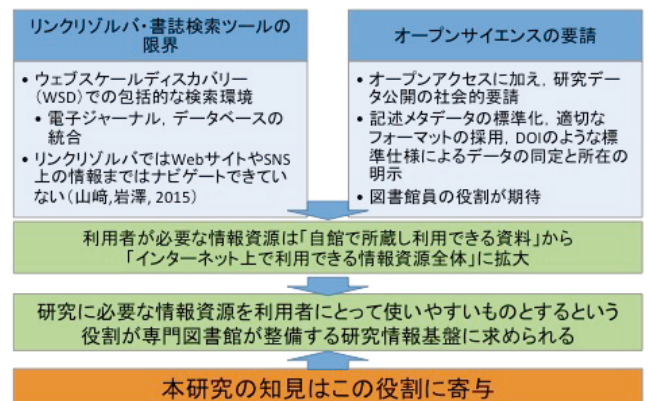 リンクリゾルバ・書誌検索ツールの
限界
• ウェブスケールディスカバリー
(WSD)での包括的な検索環境
• 電子ジャーナル，データベースの
統合
• リンクリゾルバではWebサイトやSNS
上の情報まではナビゲートできてい
ない(山﨑,岩澤, 2015)
オープンサイエンスの要請
• オープンアクセスに加え，研究デー
タ公開の社会的要請
• 記述メタデータの標準化，適切な
フォーマットの採用，DOIのような標
準仕様によるデータの同定と所在の
明示
• 図書館員の役割が期待
利用者が必要な情報資源は「自館で所蔵し利用できる資料」から
「インターネット上で利用できる情報資源全体」に拡大
研究に必要な情報資源を利用者にとって使いやすいものとするという
役割が専門図書館が整備する研究情報基盤に求められる
本研究の知見はこの役割に寄与